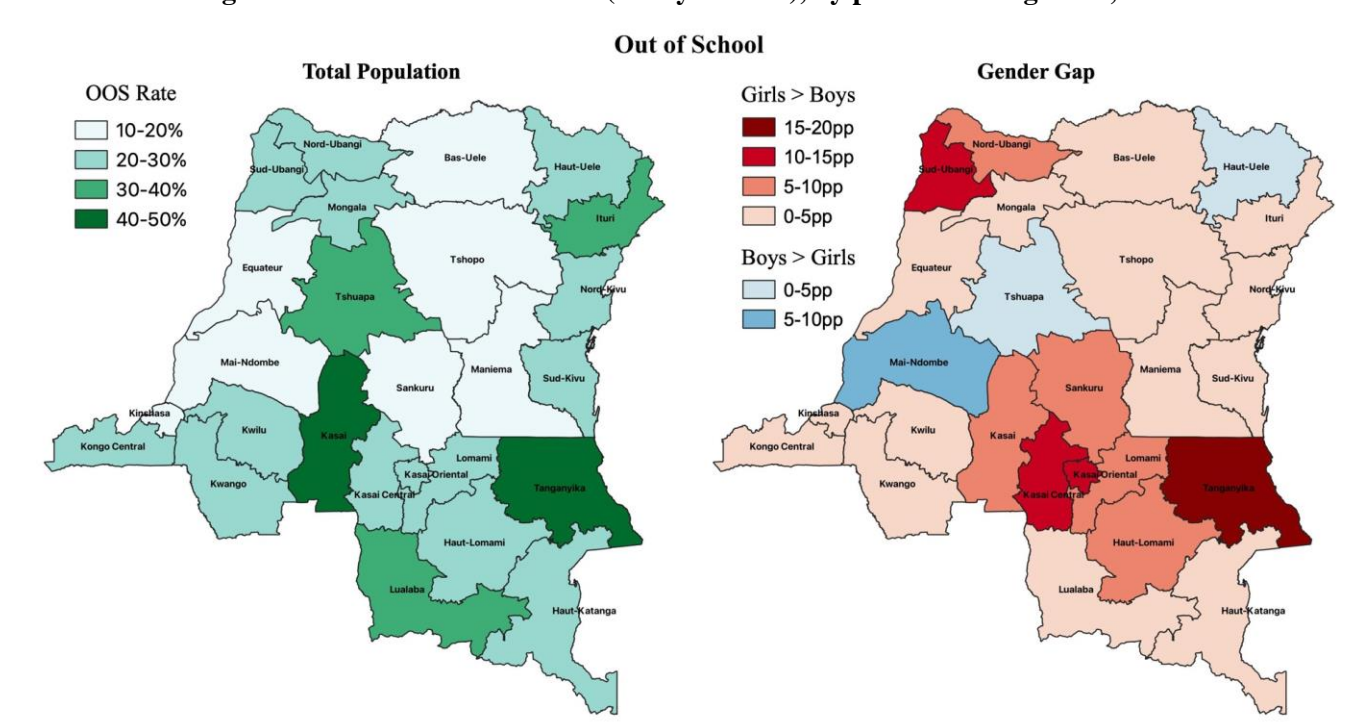 Out of School
Total Population
OOS Rate
10-20%
20-30%
30-40%
40-50%
Nord-Ubangi
Sud-Ubangi
Bas-Uele
Haut-Uele
Mongala
Ituri
Equateur
Tshopo
Tshuapa
Nord-Kivu
Mai-Ndombe
Sankuru
Maniema
Sud-Kivu
Kinshasa
Kongo Central
Kwilu
Kasai
Lomami
Kasai-Oriental
Kwango
Kasai Central
Tanganyika
Haut-Lomami
Lualaba
Haut-Katanga
Gender Gap
Girls > Boys
15-20pp
10-15pp
5-10pp
0-5pp
Boys > Girls
0-5pp
5-10pp
Nord-Ubangi
Sud-Ubangi
Bas-Uele
Haut-Uele
Mongala
Ituri
Equateur
Tshopo
Tshuapa
Nord-Kivu
Mai-Ndombe
Sankuru
Maniema
Sud-Kivu
Kinshasa
Kongo Central
Kwilu
Kasai
Lomami
Kasai-Oriental
Kwango
Kasai Central
Tanganyika
Haut-Lomami
Lualaba
Haut-Katanga